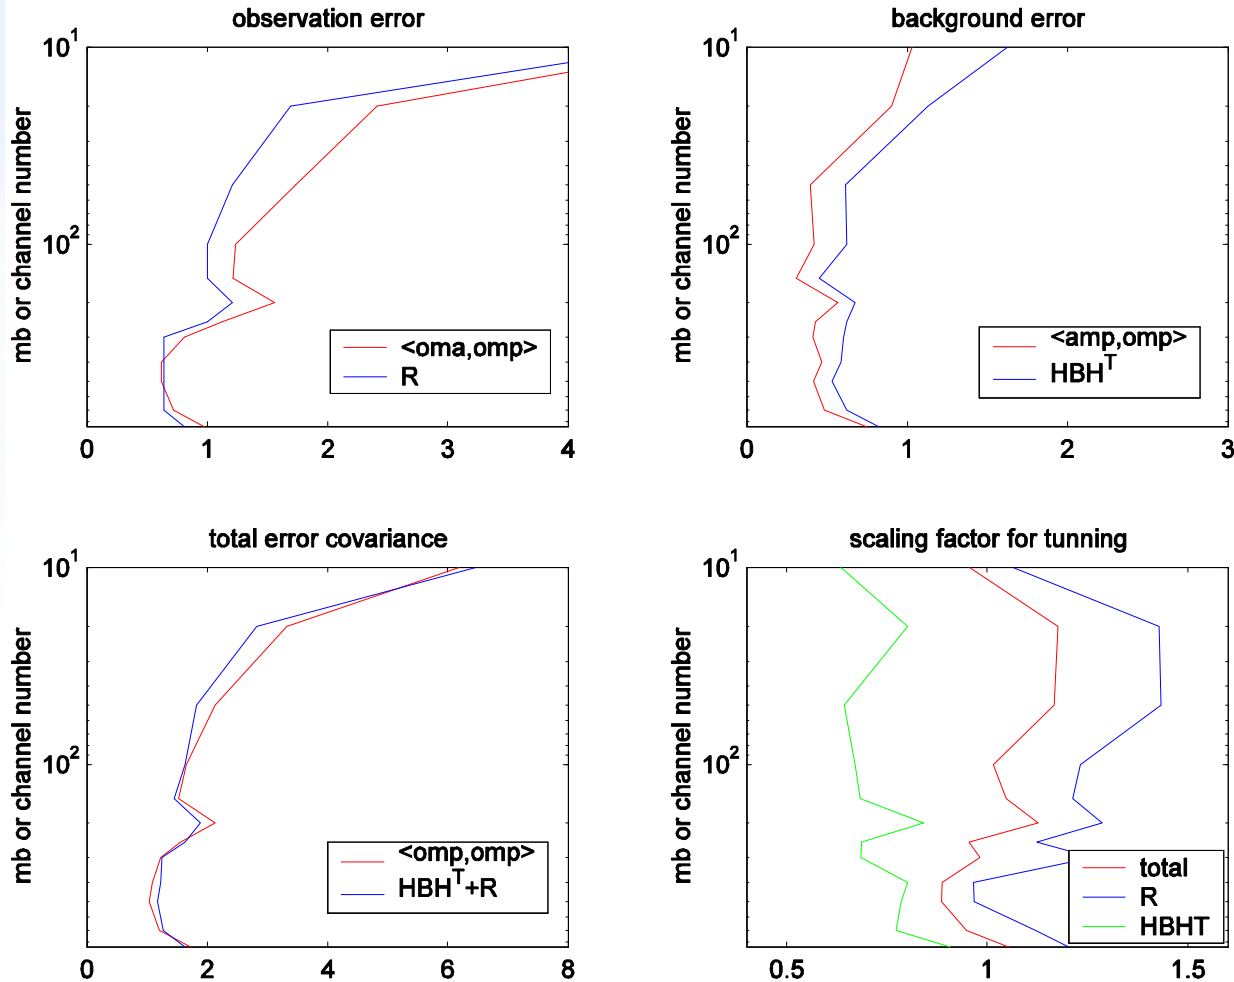 observation error
10^1
10^2
mb or channel number
<oma,omp>
R
0 1 2 3 4
background error
10^1
10^2
mb or channel number
<amp,omp>
HBH^T
0 1 2 3
total error covariance
10^1
10^2
mb or channel number
<omp,omp>
HBH^T+R
0 2 4 6 8
scaling factor for tunning
10^1
10^2
mb or channel number
total
R
HBHT
0.5 1 1.5